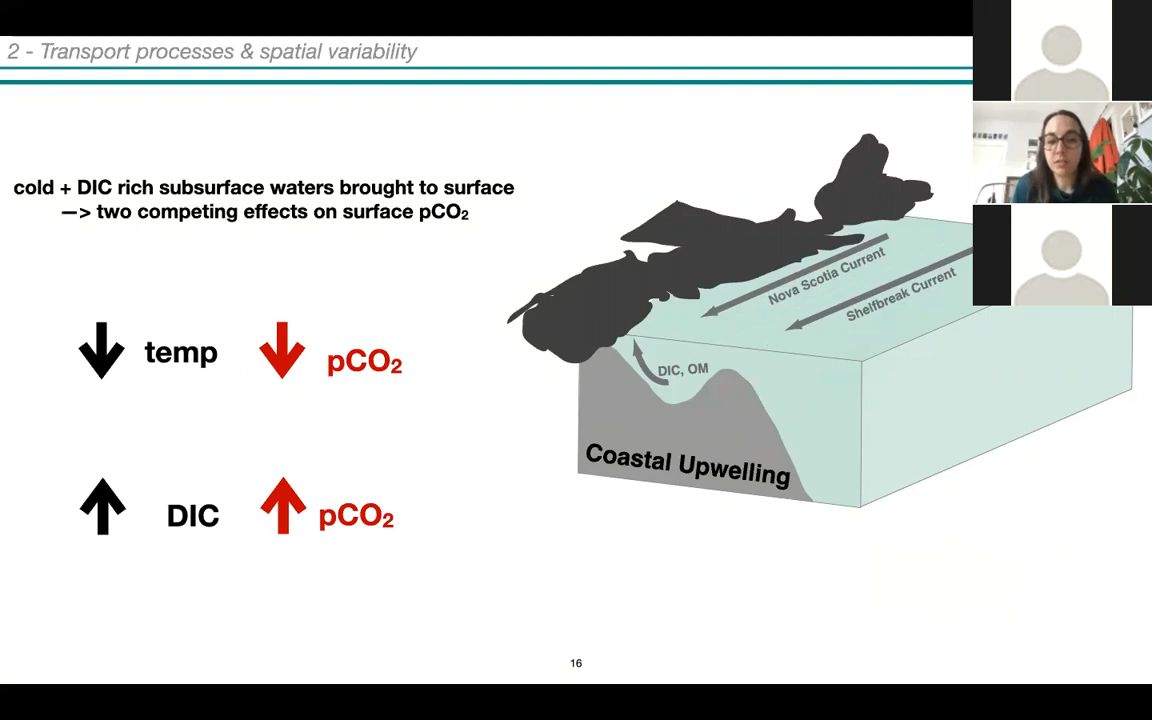 2 - Transport processes & spatial variability
cold + DIC rich subsurface waters brought to surface
—> two competing effects on surface pCO₂
temp
pCO₂
DIC
pCO₂
Nova Scotia Current
Shelfbreak Current
DIC, OM
Coastal Upwelling
16